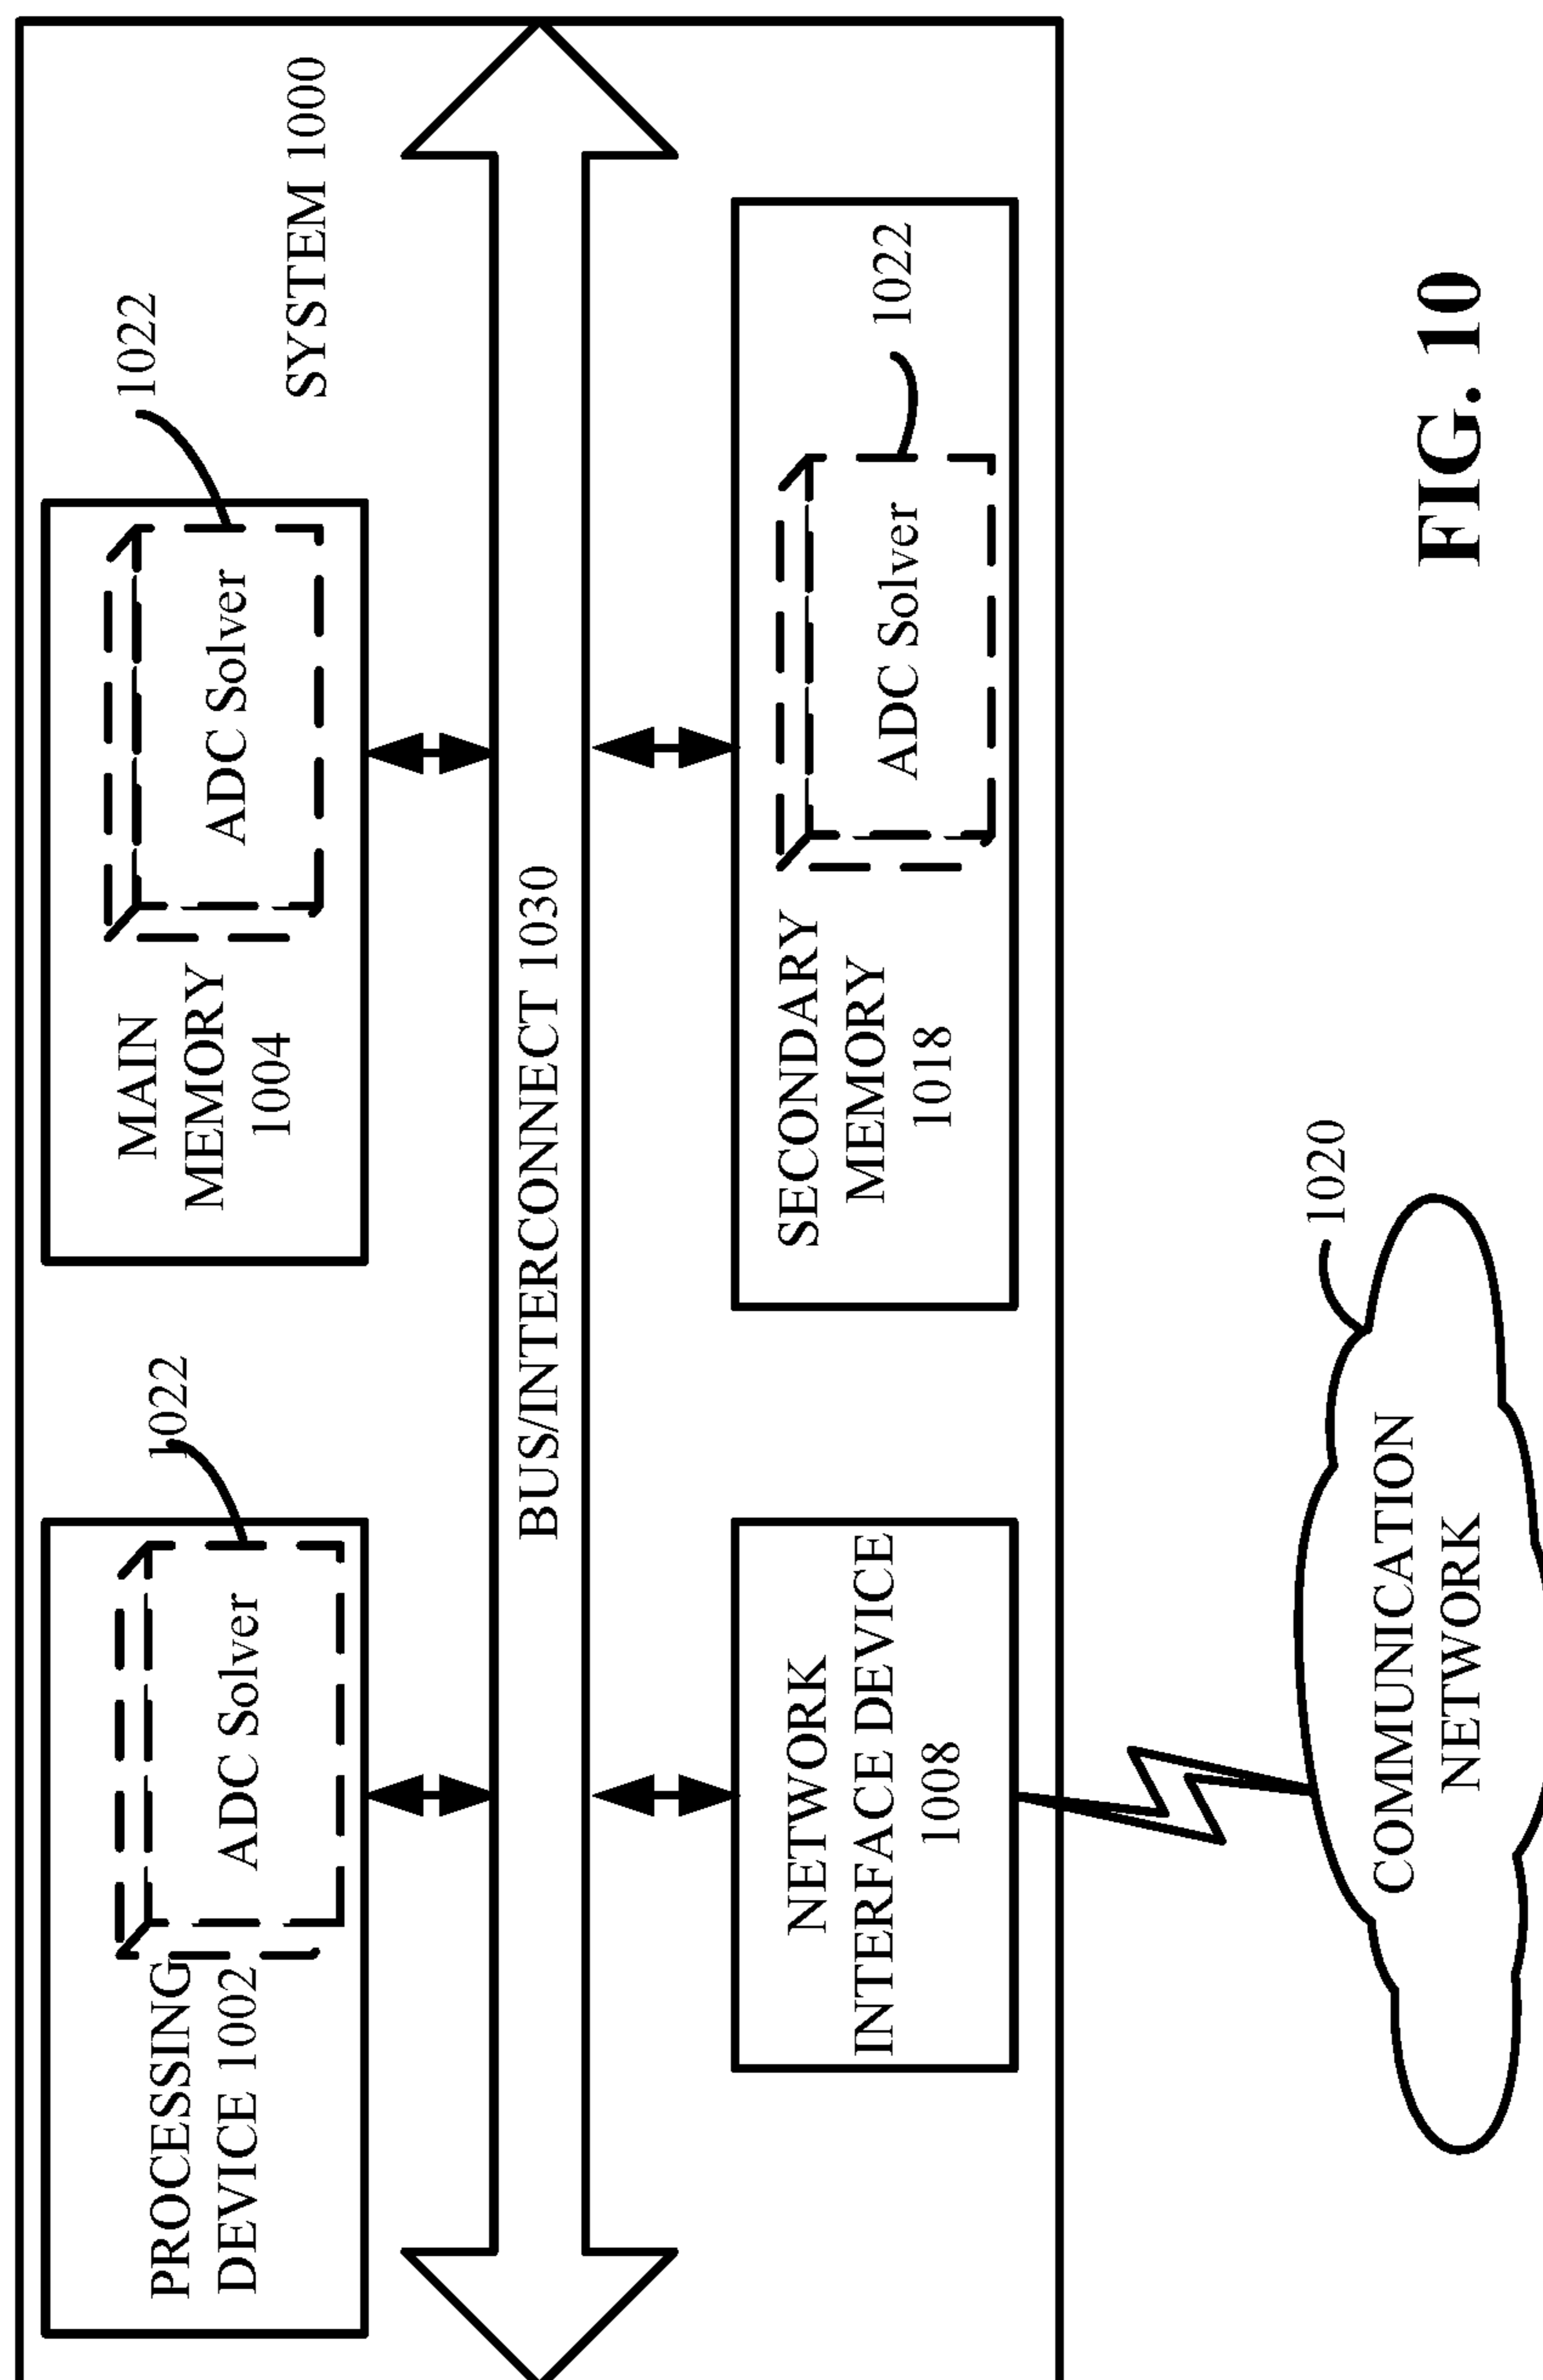 1022
1022
SYSTEM 1000
PROCESSING
DEVICE 1002
ADC Solver
MAIN
MEMORY
1004
ADC Solver
BUS/INTERCONNECT 1030
NETWORK
INTERFACE DEVICE
1008
SECONDARY
MEMORY
1018
ADC Solver
1022
1020
COMMUNICATION
NETWORK
FIG. 10